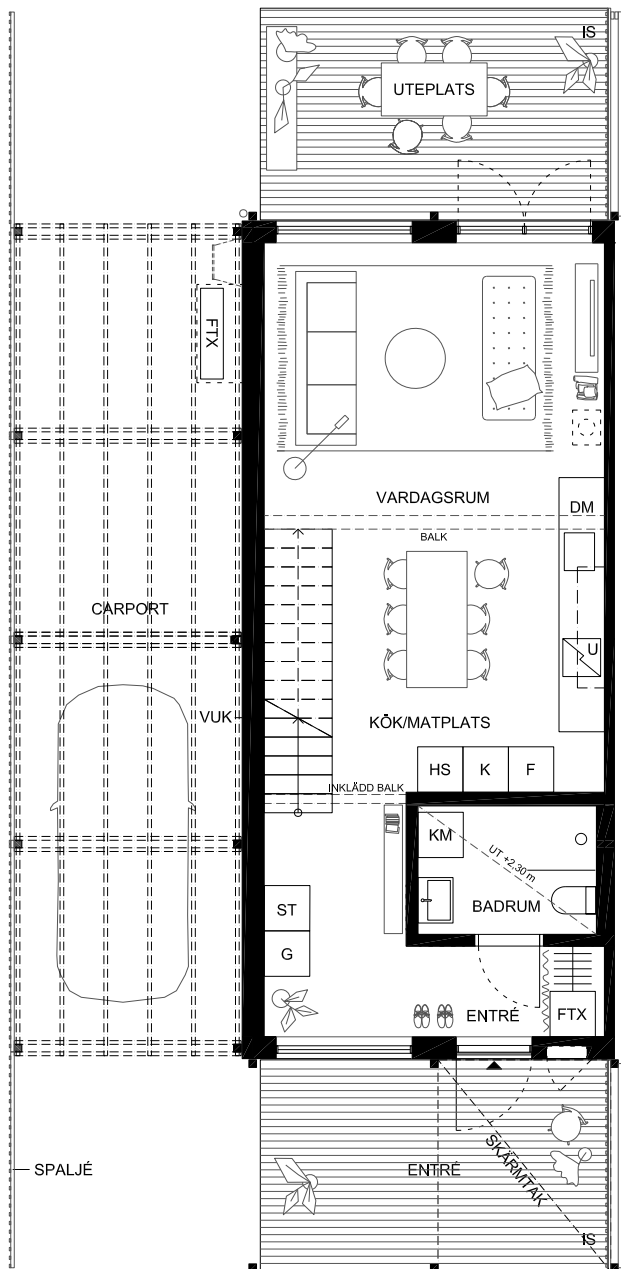 IS
UTEPLATS
FTX
VARDAGSRUM
DM
BALK
CARPORT
U
VUK
KÖK/MATPLATS
HS K F
INKLÄDD BALK
KM
UT +2,30 m
ST
BADRUM
G
ENTRÉ
FTX
SPALJÉ
ENTRÉ
SKÄRMTAK
IS